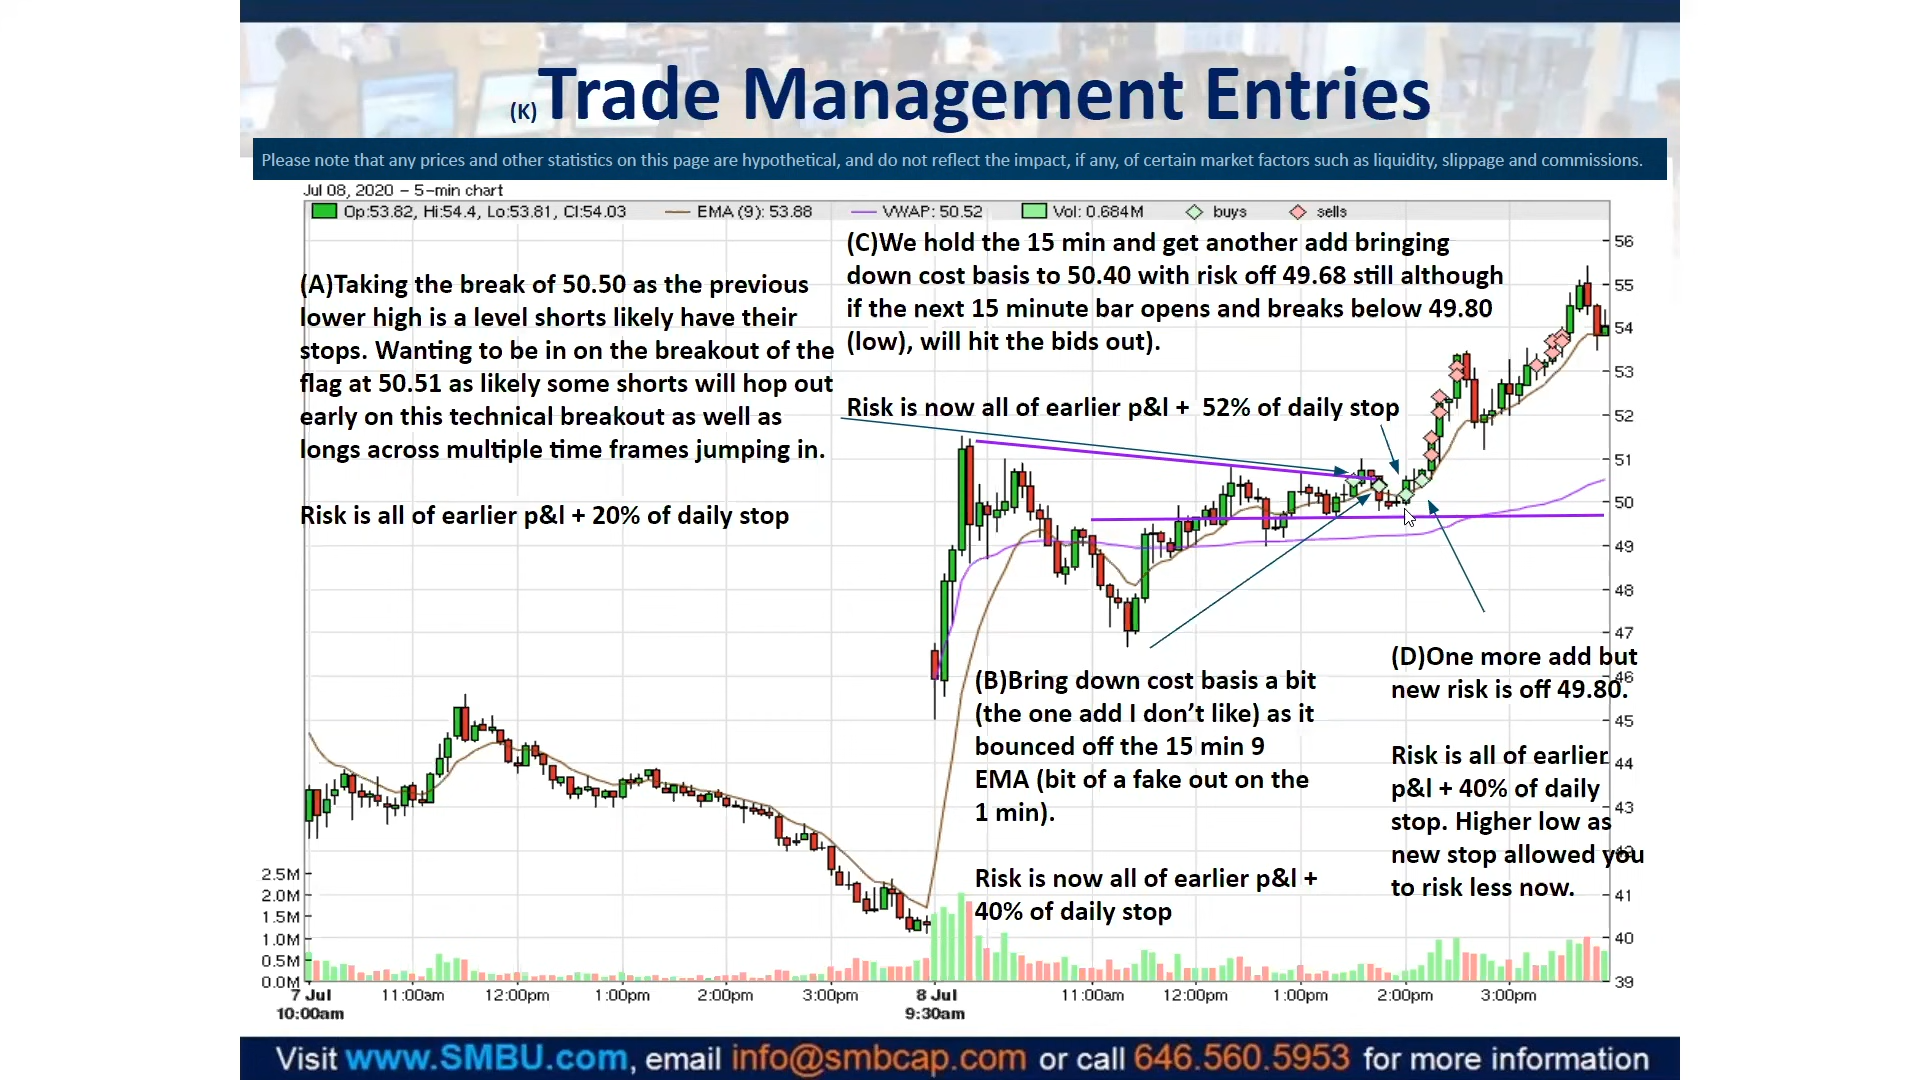 (K) Trade Management Entries
Please note that any prices and other statistics on this page are hypothetical, and do not reflect the impact, if any, of certain market factors such as liquidity, slippage and commissions.
Jul 08, 2020 - 5-min chart
Op:53.82, Hi:54.4, Lo:53.81, Cl:54.03 EMA (9): 53.88 VWAP: 50.52 Vol: 0.684M buys sells
(A)Taking the break of 50.50 as the previous
lower high is a level shorts likely have their
stops. Wanting to be in on the breakout of the
flag at 50.51 as likely some shorts will hop out
early on this technical breakout as well as
longs across multiple time frames jumping in.
Risk is all of earlier p&l + 20% of daily stop
(C)We hold the 15 min and get another add bringing
down cost basis to 50.40 with risk off 49.68 still although
if the next 15 minute bar opens and breaks below 49.80
(low), will hit the bids out).
Risk is now all of earlier p&l + 52% of daily stop
(B)Bring down cost basis a bit
(the one add I don't like) as it
bounced off the 15 min 9
EMA (bit of a fake out on the
1 min).
Risk is now all of earlier p&l +
40% of daily stop
(D)One more add but
new risk is off 49.80.
Risk is all of earlier
p&l + 40% of daily
stop. Higher low as
new stop allowed you
to risk less now.
56
55
54
53
52
51
50
49
48
47
46
45
44
43
42
41
40
39
2.5M
2.0M
1.5M
1.0M
0.5M
0.0M
7 Jul 11:00am 12:00pm 1:00pm 2:00pm 3:00pm 8 Jul 11:00am 12:00pm 1:00pm 2:00pm 3:00pm
10:00am 9:30am
Visit www.SMBU.com, email info@smbcap.com or call 646.560.5953 for more information